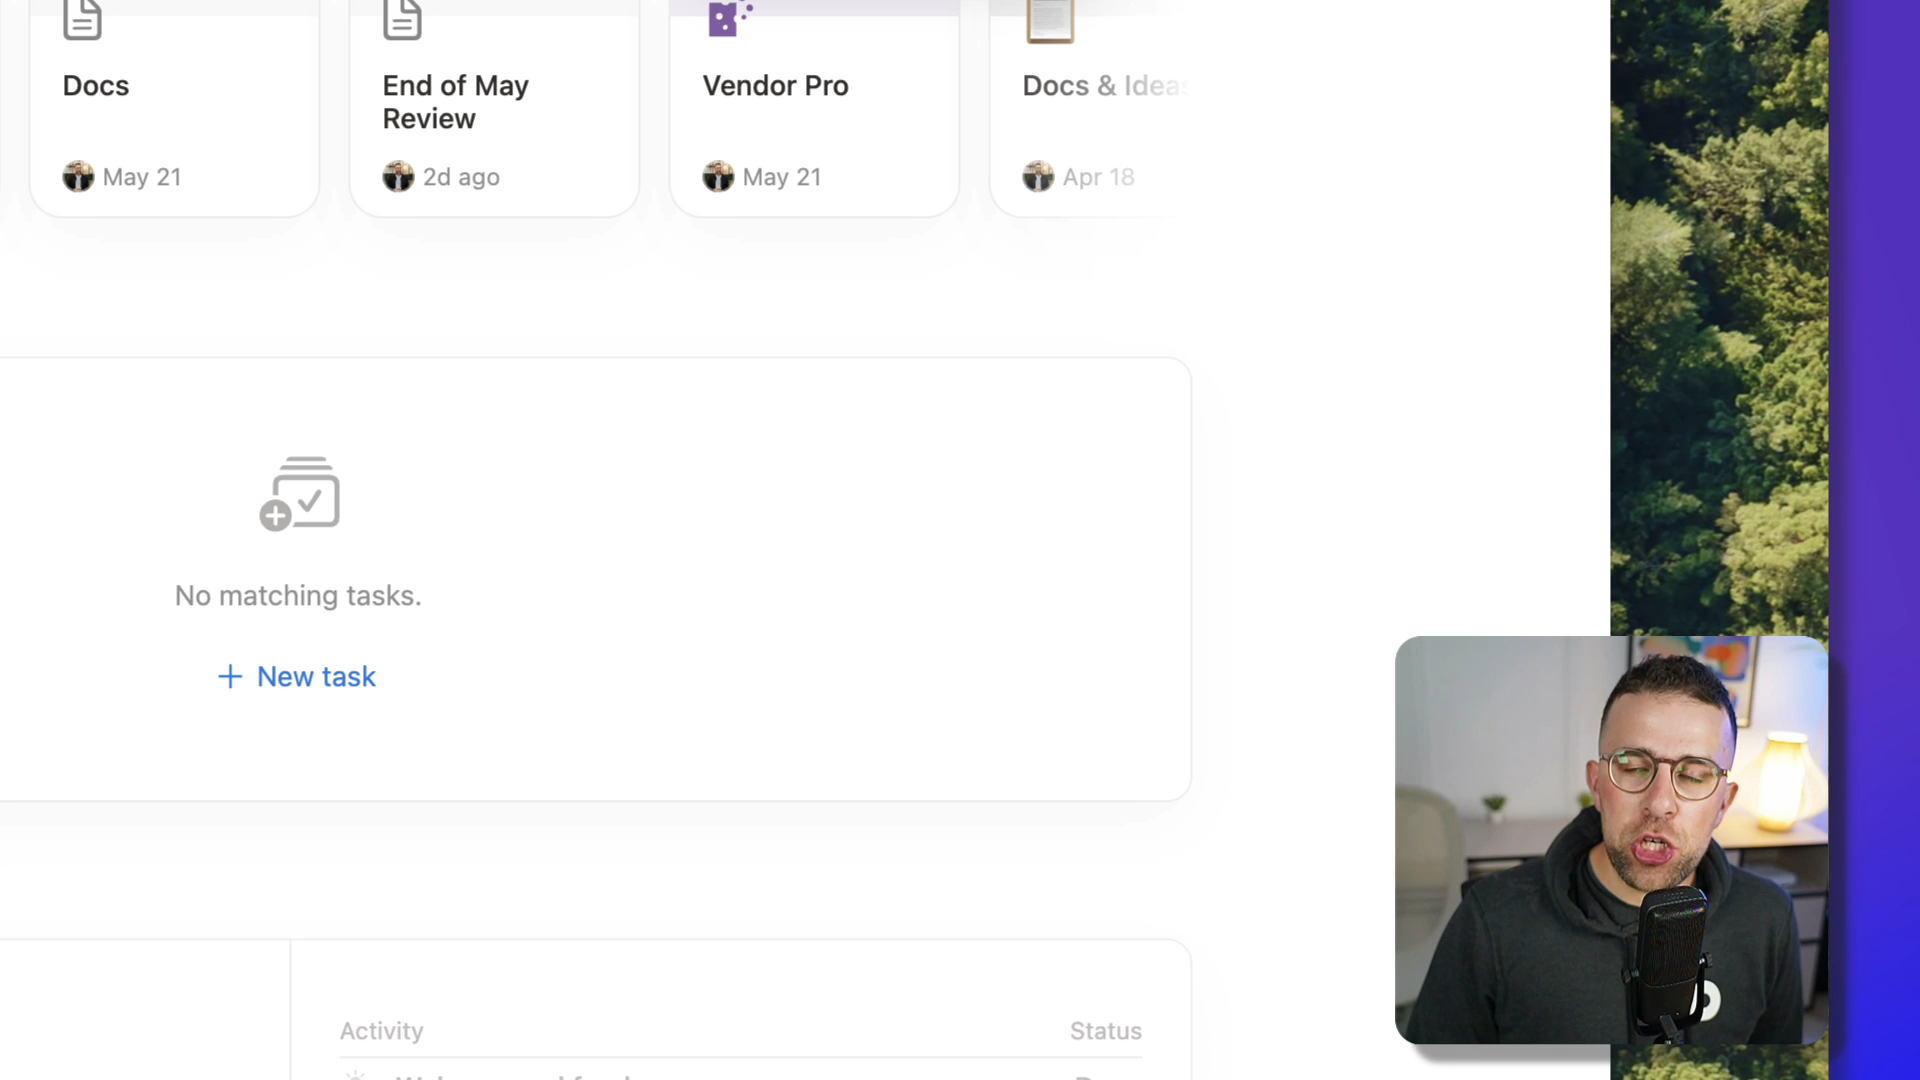 Docs
End of May
Review
Vendor Pro
Docs & Ideas
May 21
2d ago
May 21
Apr 18
No matching tasks.
+ New task
Activity
Status